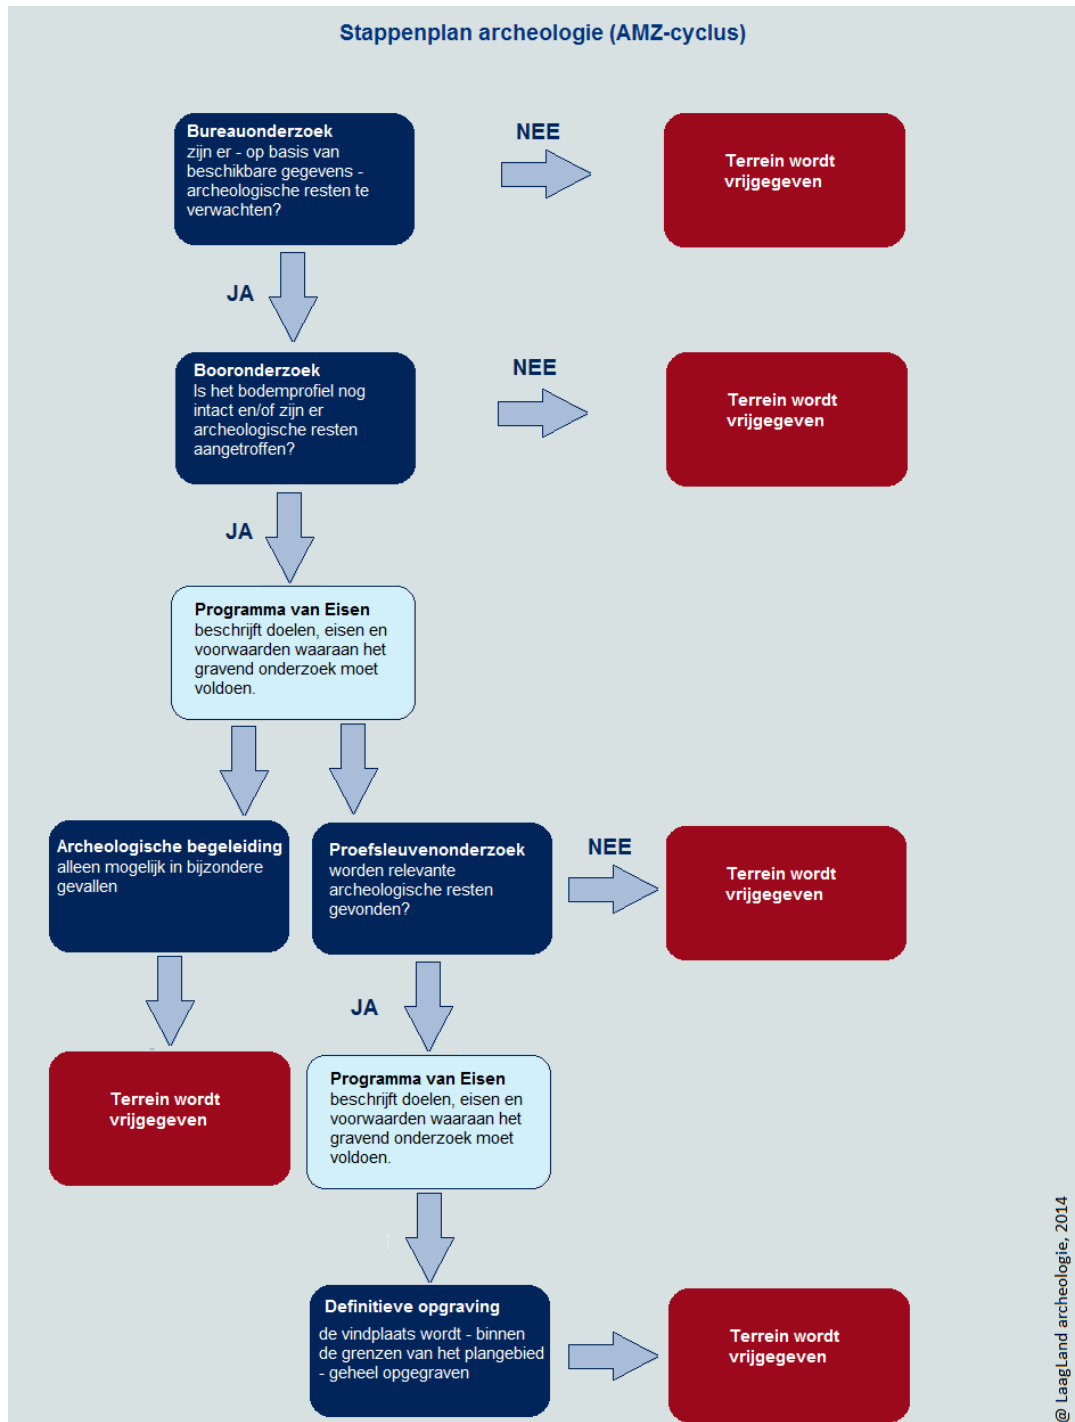 Stappenplan archeologie (AMZ-cyclus)
Bureauonderzoek
zijn er - op basis van
beschikbare gegevens -
archeologische resten te
verwachten?
NEE
Terrein wordt
vrijgegeven
JA
Booronderzoek
Is het bodemprofiel nog
intact en/of zijn er
archeologische resten
aangetroffen?
NEE
Terrein wordt
vrijgegeven
JA
Programma van Eisen
beschrijft doelen, eisen en
voorwaarden waaraan het
gravend onderzoek moet
voldoen.
Archeologische begeleiding
alleen mogelijk in bijzondere
gevallen
Proefsleuvenonderzoek
worden relevante
archeologische resten
gevonden?
NEE
Terrein wordt
vrijgegeven
JA
Terrein wordt
vrijgegeven
Programma van Eisen
beschrijft doelen, eisen en
voorwaarden waaraan het
gravend onderzoek moet
voldoen.
Definitieve opgraving
de vindplaats wordt - binnen
de grenzen van het plangebied
- geheel opgegraven
Terrein wordt
vrijgegeven
@ LaagLand archeologie, 2014